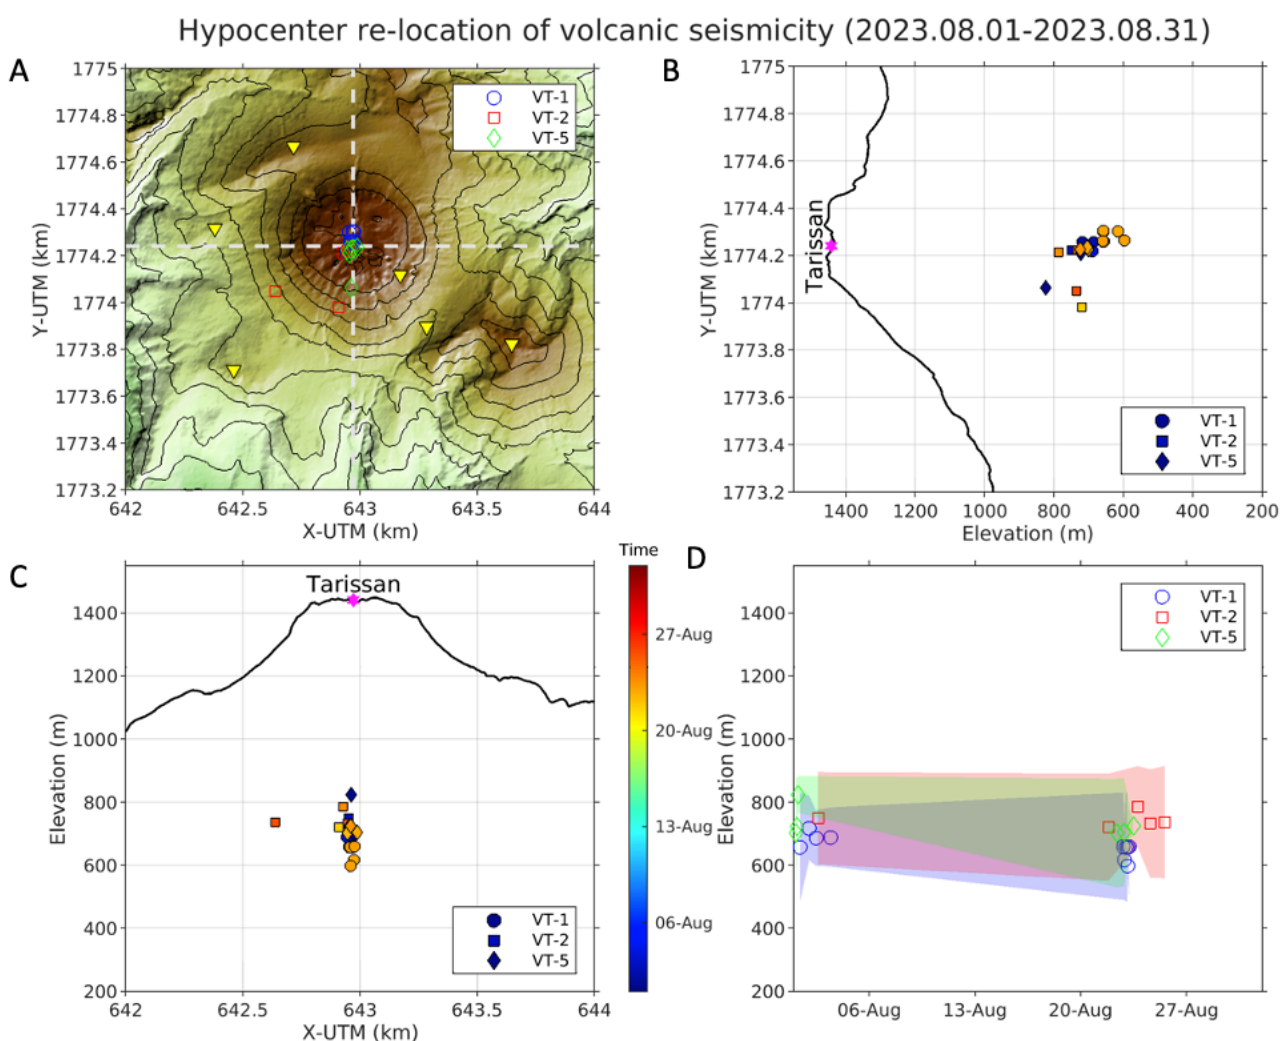 Hypocenter re-location of volcanic seismicity (2023.08.01-2023.08.31)
A
1775
1774.8
1774.6
1774.4
1774.2
1774
1773.8
1773.6
1773.4
1773.2
Y-UTM (km)
VT-1
VT-2
VT-5
642
642.5
643
643.5
644
X-UTM (km)
B
1775
1774.8
1774.6
1774.4
1774.2
1774
1773.8
1773.6
1773.4
1773.2
Y-UTM (km)
Tarissan
VT-1
VT-2
VT-5
1400
1200
1000
800
600
400
200
Elevation (m)
C
1400
1200
1000
800
600
400
200
Elevation (m)
Tarissan
VT-1
VT-2
VT-5
642
642.5
643
643.5
644
X-UTM (km)
Time
27-Aug
20-Aug
13-Aug
06-Aug
D
1400
1200
1000
800
600
400
200
Elevation (m)
VT-1
VT-2
VT-5
06-Aug
13-Aug
20-Aug
27-Aug